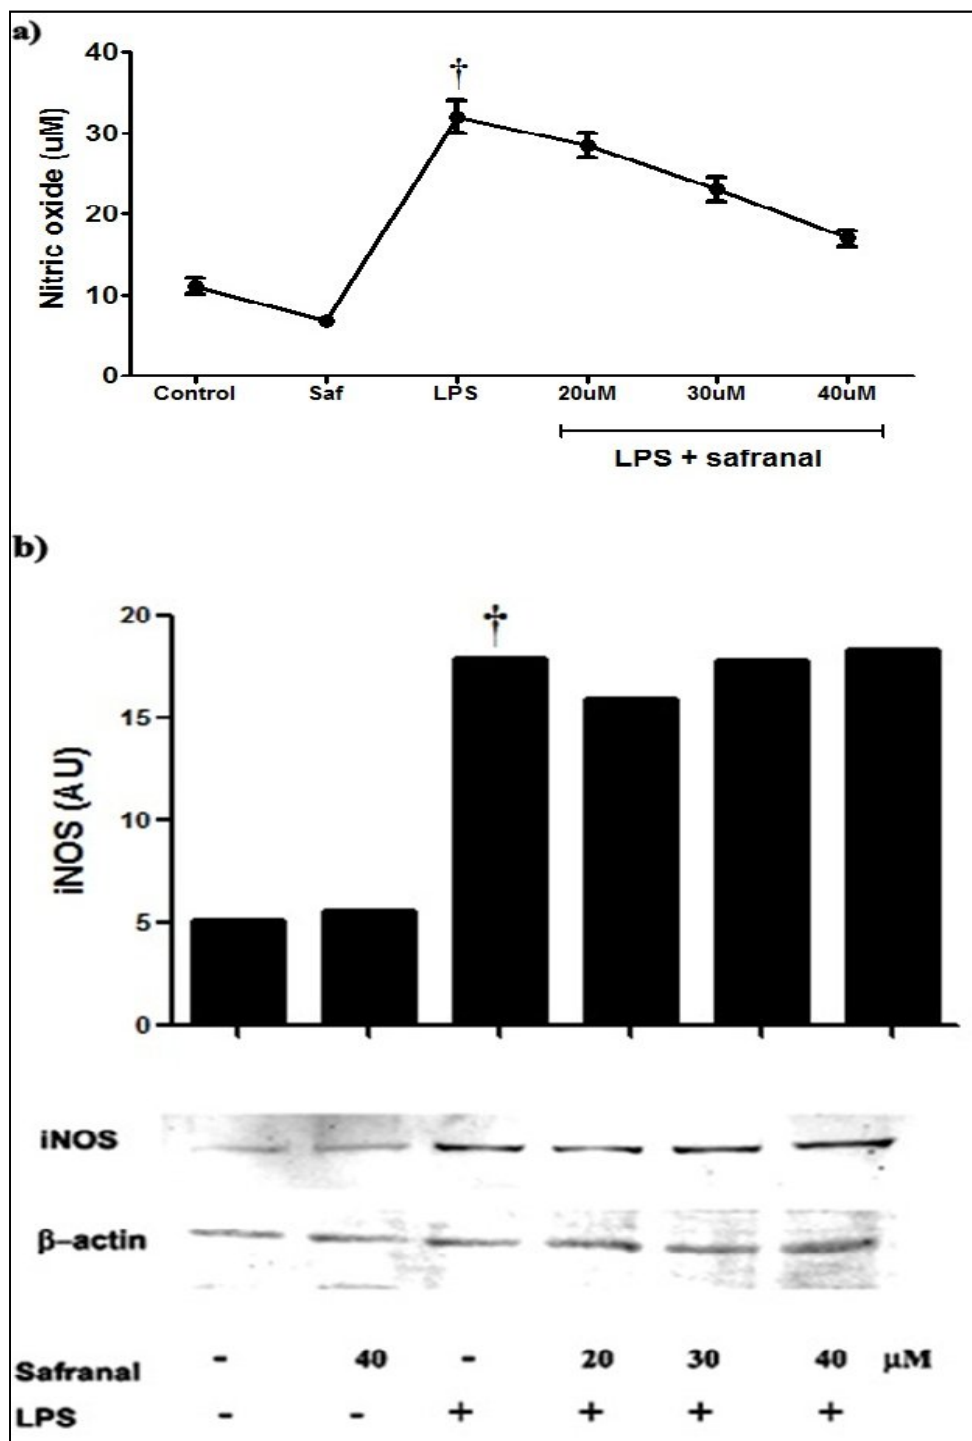 a)
40
†
30
Nitric oxide (uM)
20
10
0
Control Saf LPS 20uM 30uM 40uM
LPS + safranal
b)
20
†
15
iNOS (AU)
10
5
0
iNOS
β-actin
Safranal - 40 - 20 30 40 μM
LPS - - + + + +